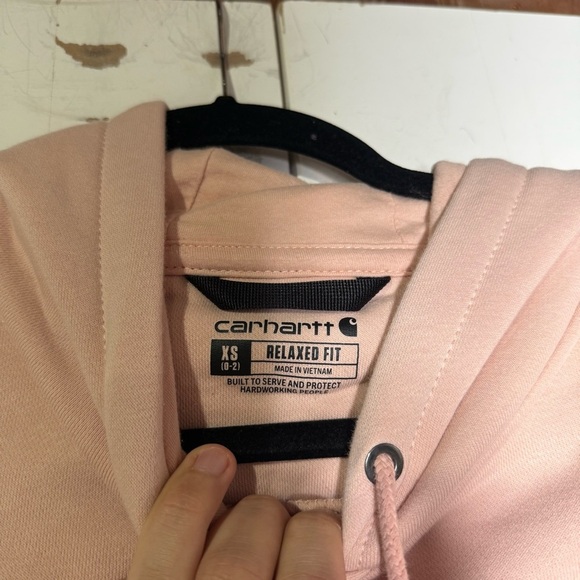 carhartt
XS RELAXED FIT
(0-2) MADE IN VIETNAM
BUILT TO SERVE AND PROTECT
HARDWORKING PEOPLE